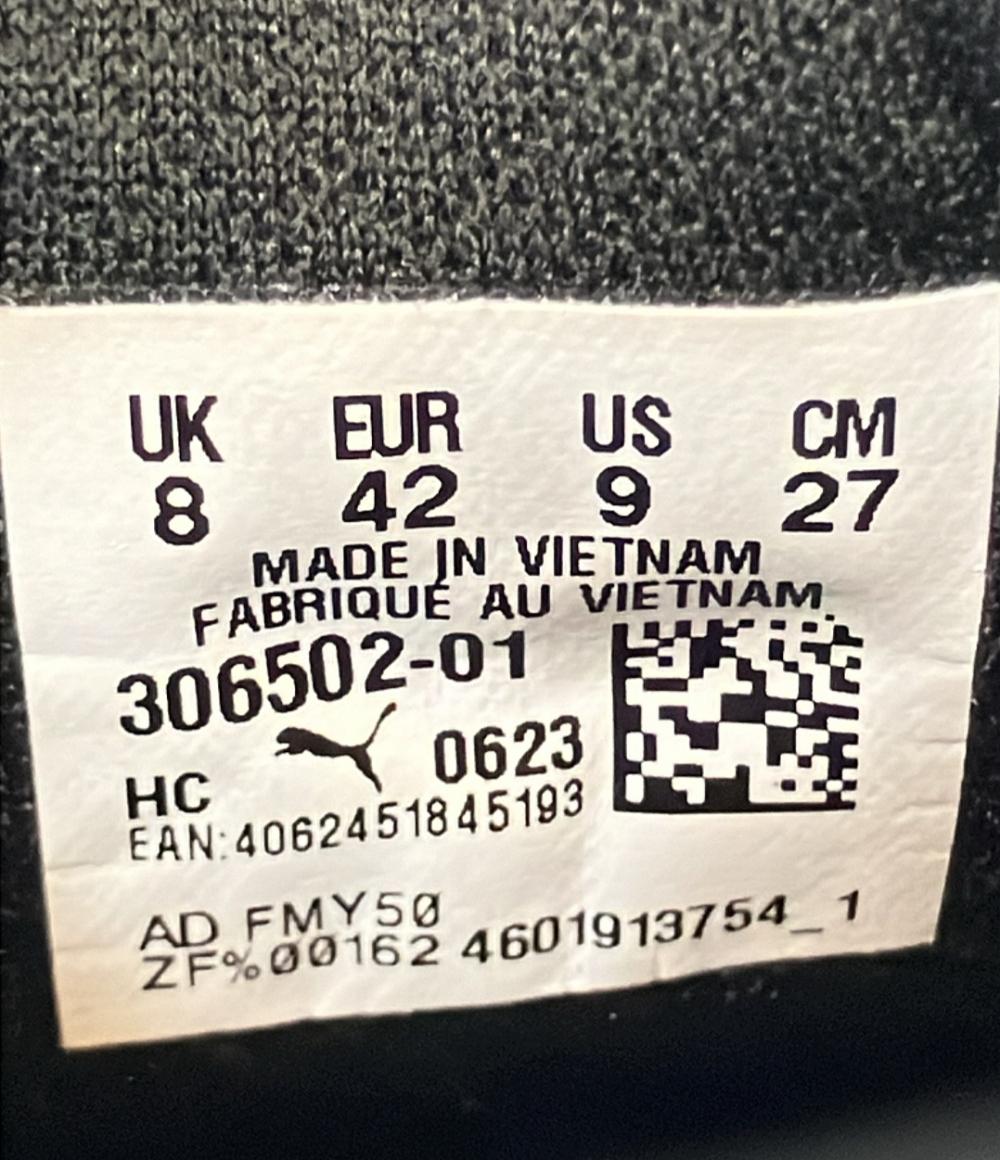 UK EUR US CM
8 42 9 27
MADE IN VIETNAM
FABRIQUÉ AU VIETNAM
306502-01
HC 0623
EAN:4062451845193
AD FMY50
ZF%00162 4601913754_1